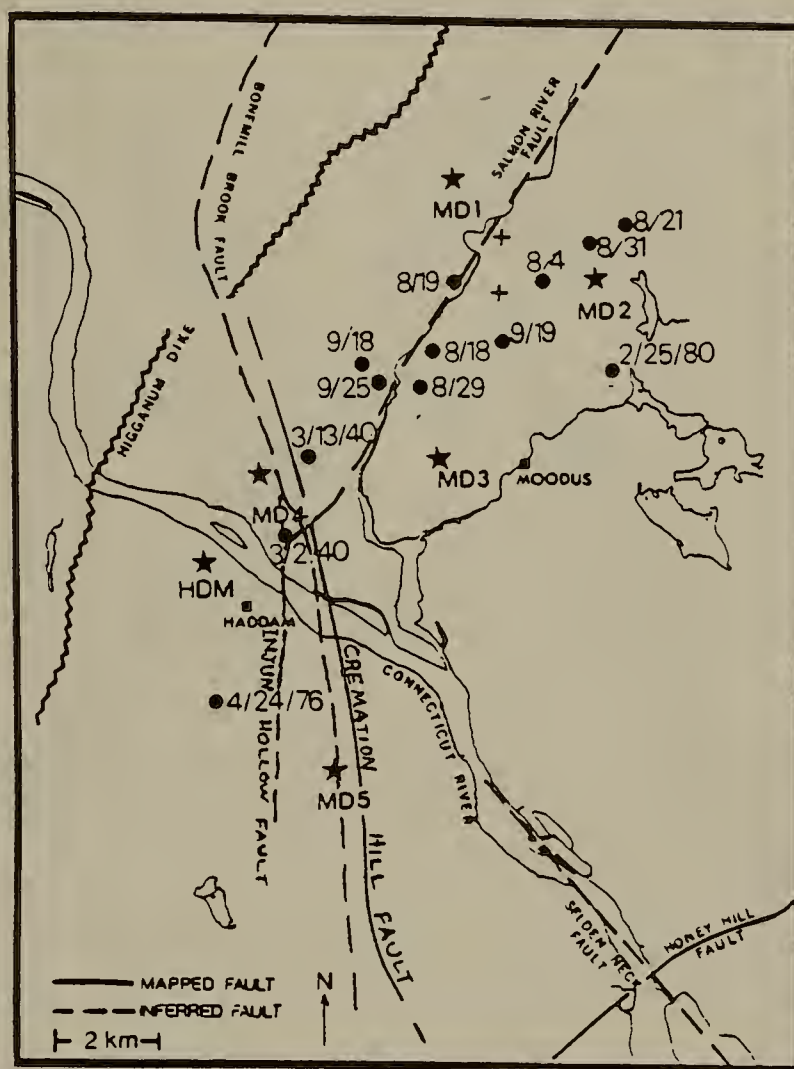 BONEMILL BROOK FAULT
SALMON RIVER
FAULT
MD1
8/21
8/31
8/19
8/4
MD2
HIGGANUM DIKE
9/18
8/18
9/19
2/25/80
9/25
8/29
3/13/40
MD3
MOODUS
MD4
3/2/40
HDM
HADDAM
INJUN HOLLOW FAULT
CREMATION HILL FAULT
CONNECTICUT RIVER
4/24/76
MD5
SELDEN NECK
FAULT
HONEY HILL
FAULT
MAPPED FAULT
INFERRED FAULT
N
2 km